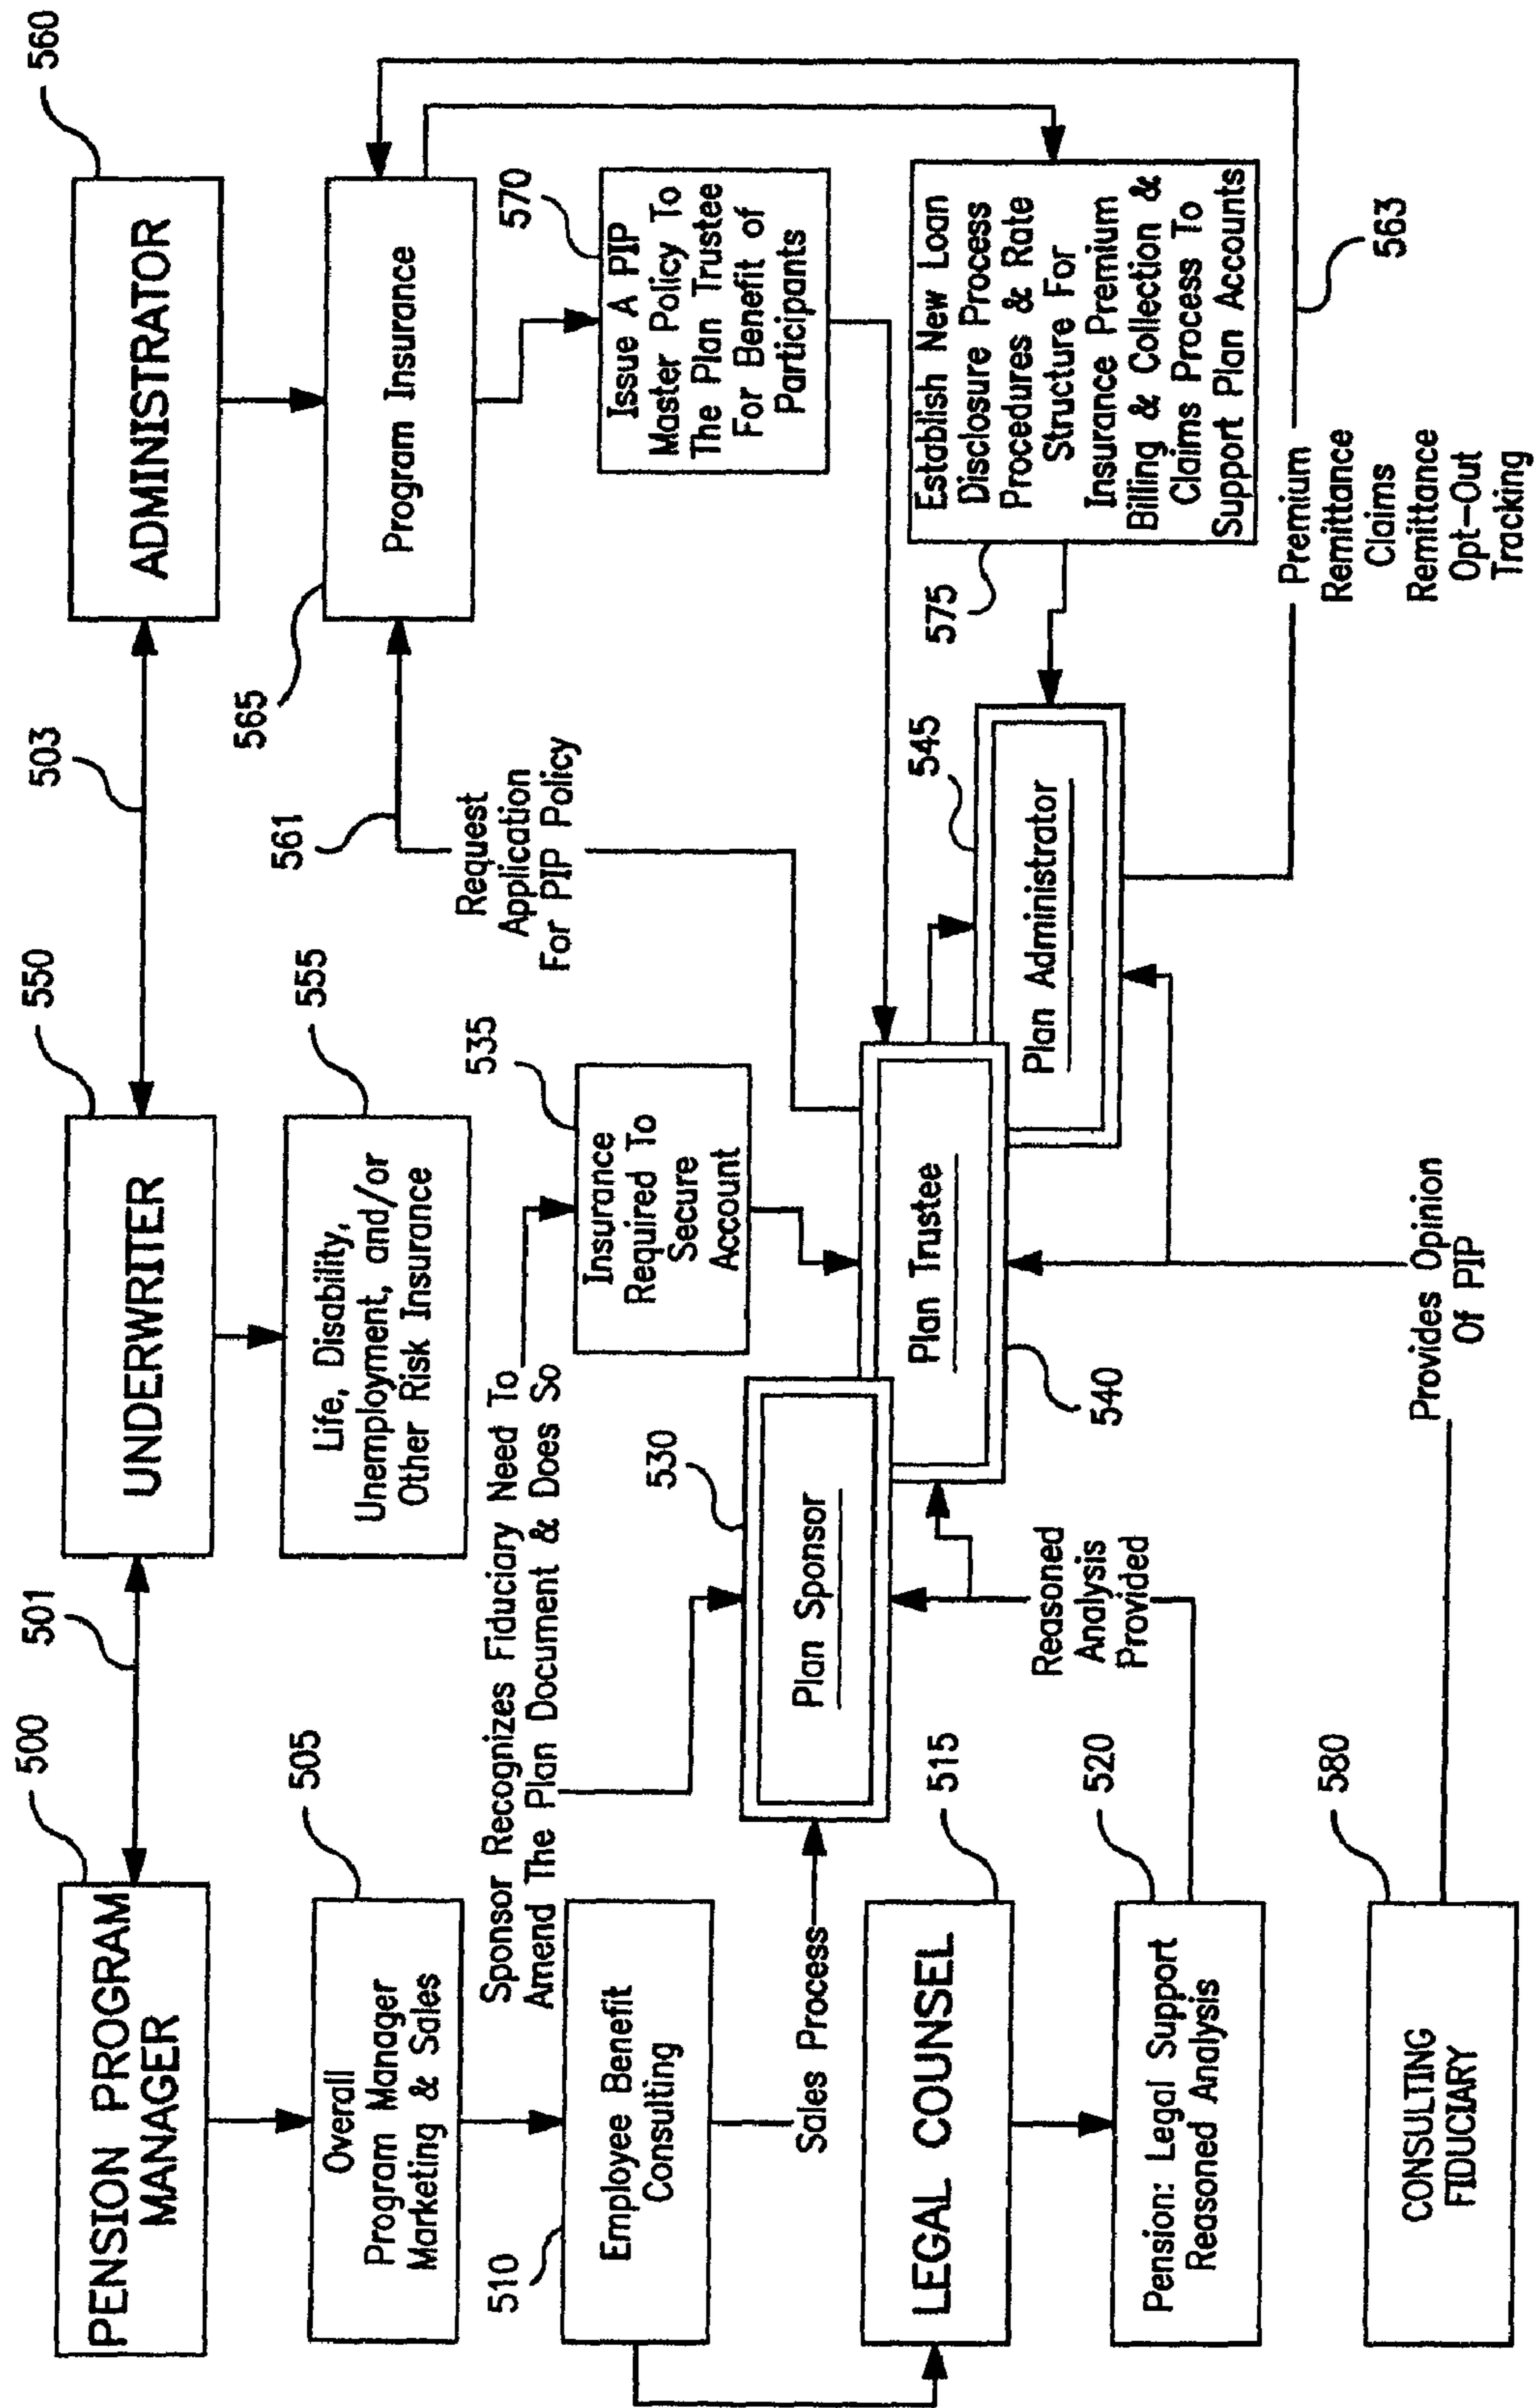 500
PENSION PROGRAM
MANAGER
501
550
UNDERWRITER
503
560
ADMINISTRATOR
505
Overall
Program Manager
Marketing & Sales
555
Life, Disability,
Unemployment, and/or
Other Risk Insurance
565
Program Insurance
561
Request
Application
For PIP Policy
Sponsor Recognizes Fiduciary Need To
Amend The Plan Document & Does So
510
Employee Benefit
Consulting
Sales Process
535
Insurance
Required To
Secure
Account
570
Issue A PIP
Master Policy To
The Plan Trustee
For Benefit of
Participants
530
Plan Sponsor
540
Plan Trustee
545
Plan Administrator
575
Establish New Loan
Disclosure Process
Procedures & Rate
Structure For
Insurance Premium
Billing & Collection &
Claims Process To
Support Plan Accounts
515
LEGAL COUNSEL
520
Pension: Legal Support
Reasoned Analysis
Reasoned
Analysis
Provided
Premium
Remittance
Claims
Remittance
Opt-Out
Tracking
563
580
CONSULTING
FIDUCIARY
Provides Opinion
Of PIP